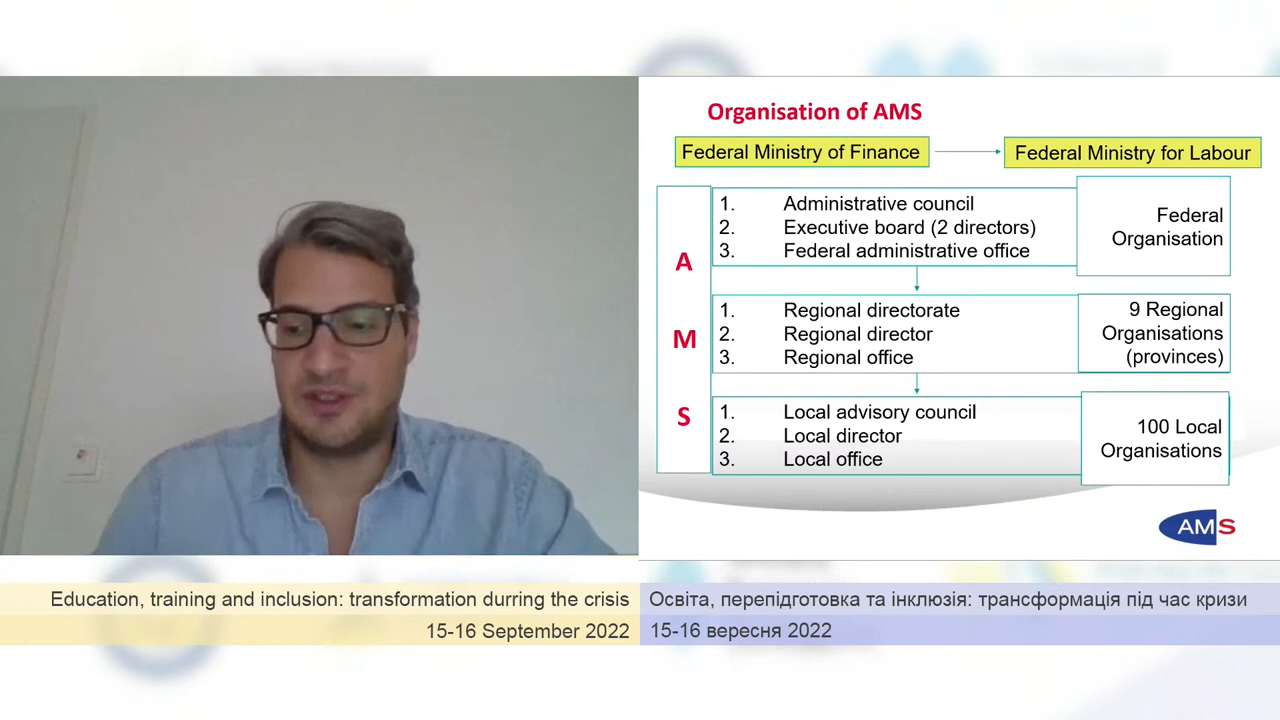 Organisation of AMS
Federal Ministry of Finance
Federal Ministry for Labour
A
M
S
1. Administrative council
2. Executive board (2 directors)
3. Federal administrative office
Federal
Organisation
1. Regional directorate
2. Regional director
3. Regional office
9 Regional
Organisations
(provinces)
1. Local advisory council
2. Local director
3. Local office
100 Local
Organisations
AMS
Education, training and inclusion: transformation durring the crisis
15-16 September 2022
Освіта, перепідготовка та інклюзія: трансформація під час кризи
15-16 вересня 2022